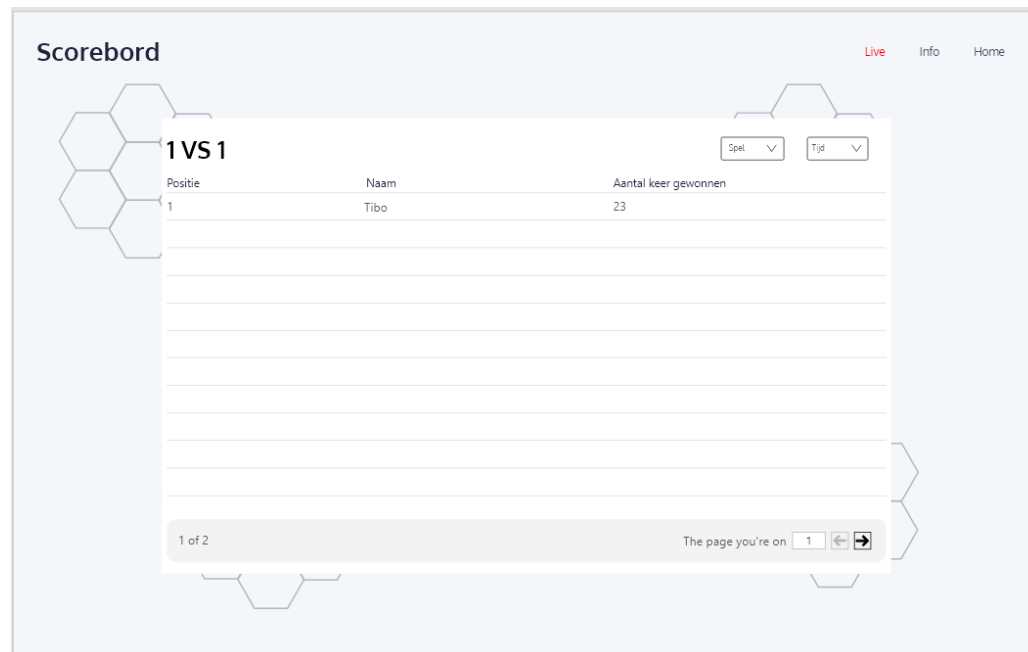 Scorebord
Live Info Home
1 VS 1
Spel Tijd
Positie Naam Aantal keer gewonnen
1 Tibo 23
1 of 2 The page you're on 1